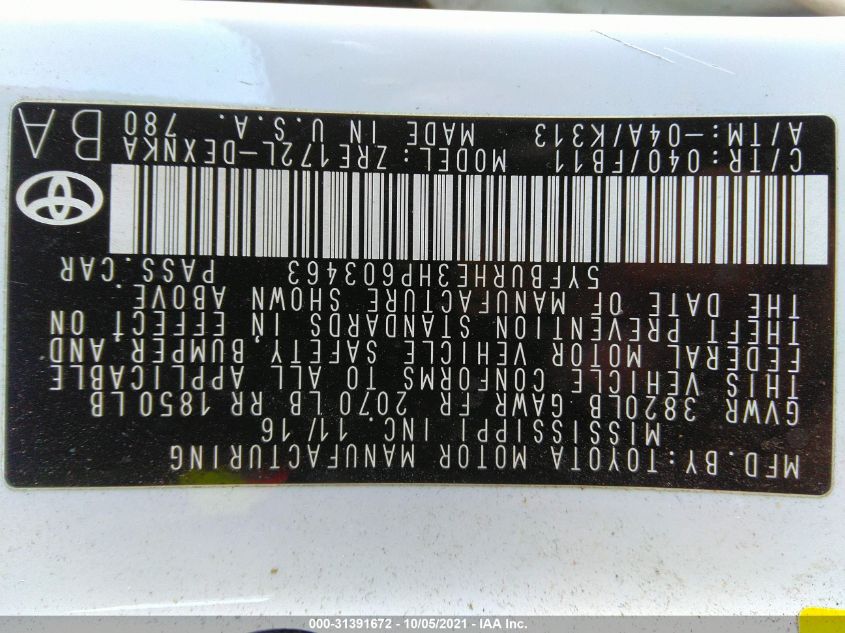 MFD.BY:TOYOTA MOTOR MANUFACTURING
MISSISSIPPI INC. 11/16
GVWR 3820LB GAWR FR 2070LB RR 1850LB
THIS VEHICLE CONFORMS TO ALL APPLICABLE
FEDERAL MOTOR VEHICLE SAFETY, BUMPER AND
THEFT PREVENTION STANDARDS IN EFFECT ON
THE DATE OF MANUFACTURE SHOWN ABOVE.
5YFBURHE3HP603463 PASS.CAR
C/TR:040/FB11 MODEL:ZRE172L-DEXNKA
A/TM:-04A/K313 MADE IN U.S.A. 780
BA
000-31391672 - 10/05/2021 - IAA Inc.